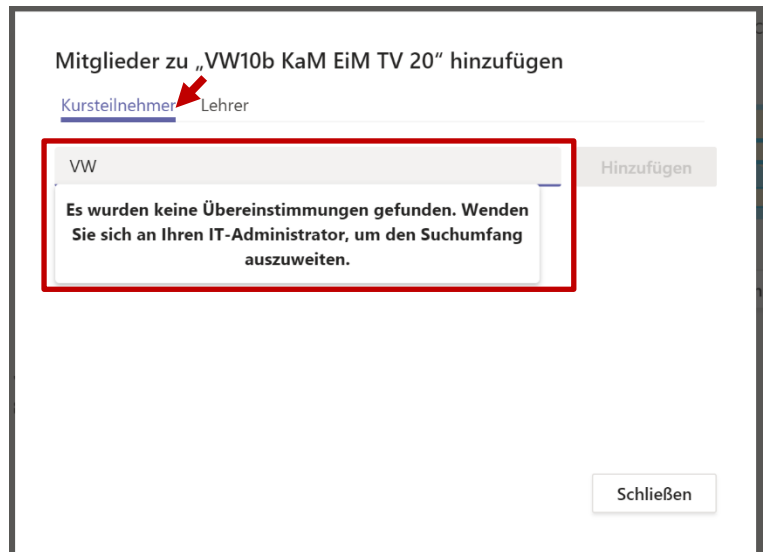 Mitglieder zu „VW10b KaM EiM TV 20“ hinzufügen
Kursteilnehmer Lehrer
VW Hinzufügen
Es wurden keine Übereinstimmungen gefunden. Wenden
Sie sich an Ihren IT-Administrator, um den Suchumfang
auszuweiten.
Schließen